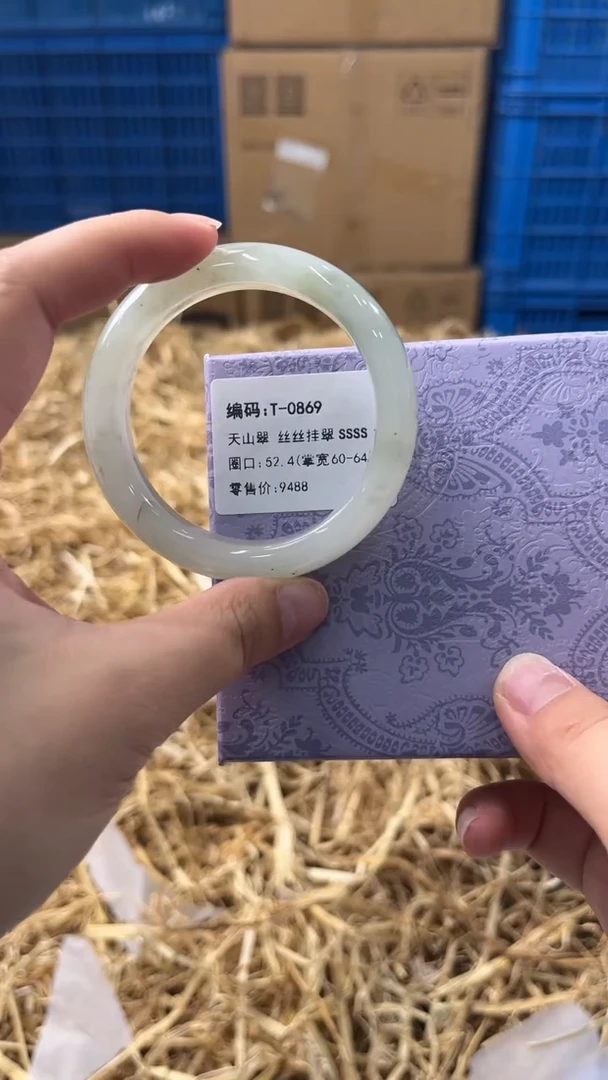 编码:T-0869
天山翠 丝丝挂翠 SSSS
圈口:52.4(掌宽60-64
零售价:9488